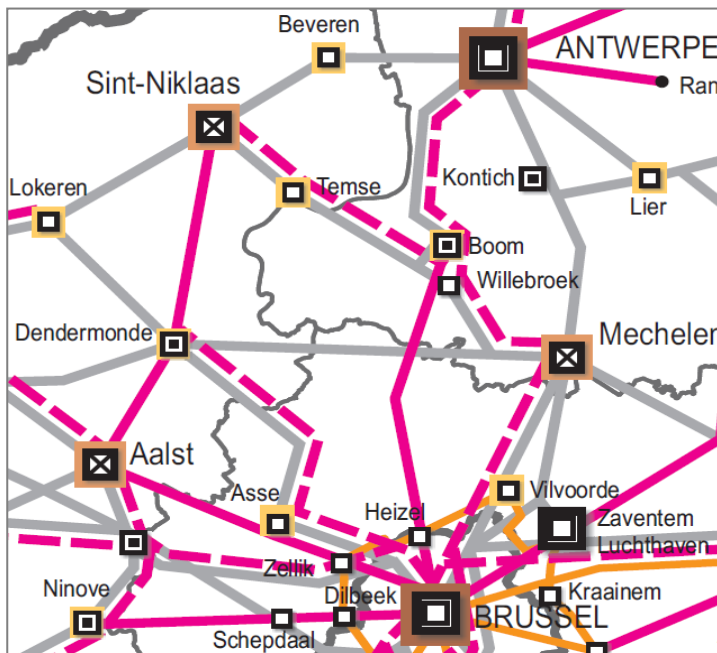 Beveren
ANTWERPE
Sint-Niklaas
Ran
Kontich
Temse
Lokeren
Lier
Boom
Willebroek
Dendermonde
Mechelen
Aalst
Asse
Heizel
Vilvoorde
Zaventem
Luchthaven
Zellik
Ninove
Dilbeek
Kraainem
BRUSSEL
Schepdaal